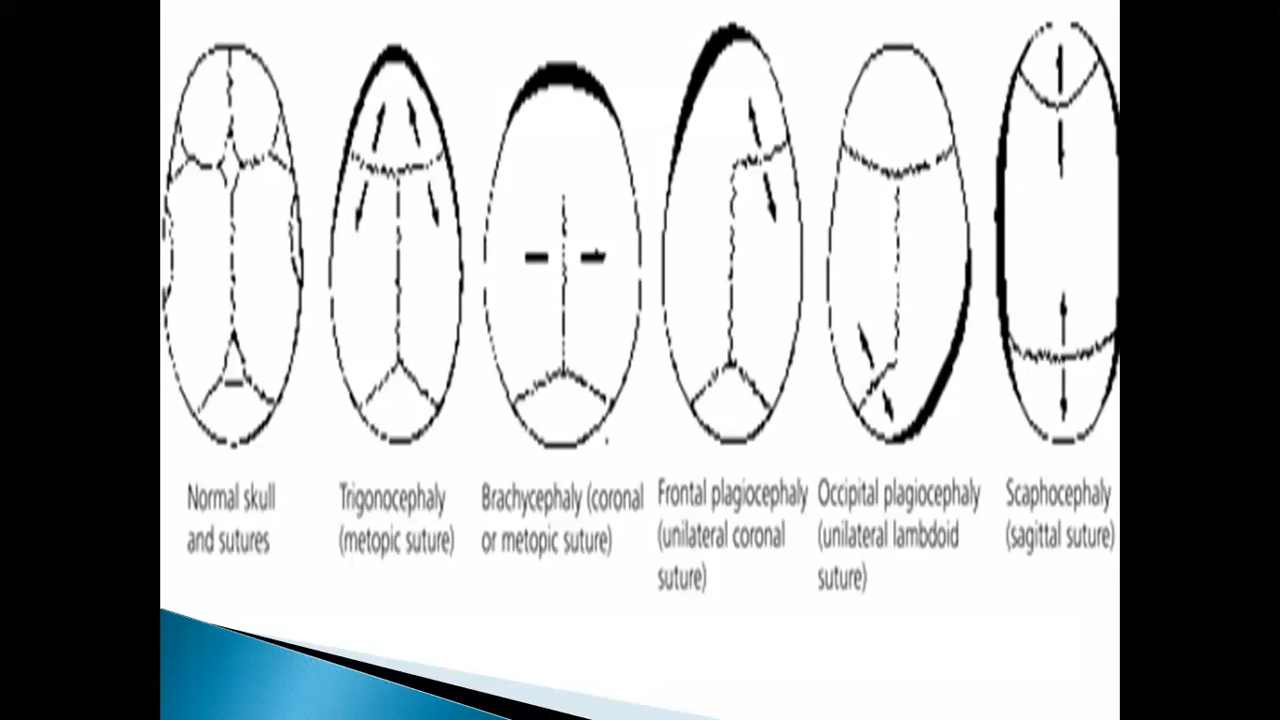 Normal skull
and sutures
Trigonocephaly
(metopic suture)
Brachycephaly (coronal
or metopic suture)
Frontal plagiocephaly
(unilateral coronal
suture)
Occipital plagiocephaly
(unilateral lambdoid
suture)
Scaphocephaly
(sagittal suture)